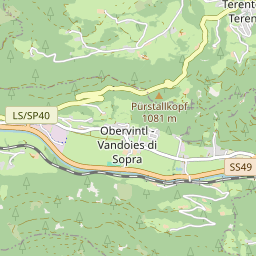 Terent
Teren
Purstallkopf
1081 m
LS/SP40
Obervintl -
Vandoies di
Sopra
SS49